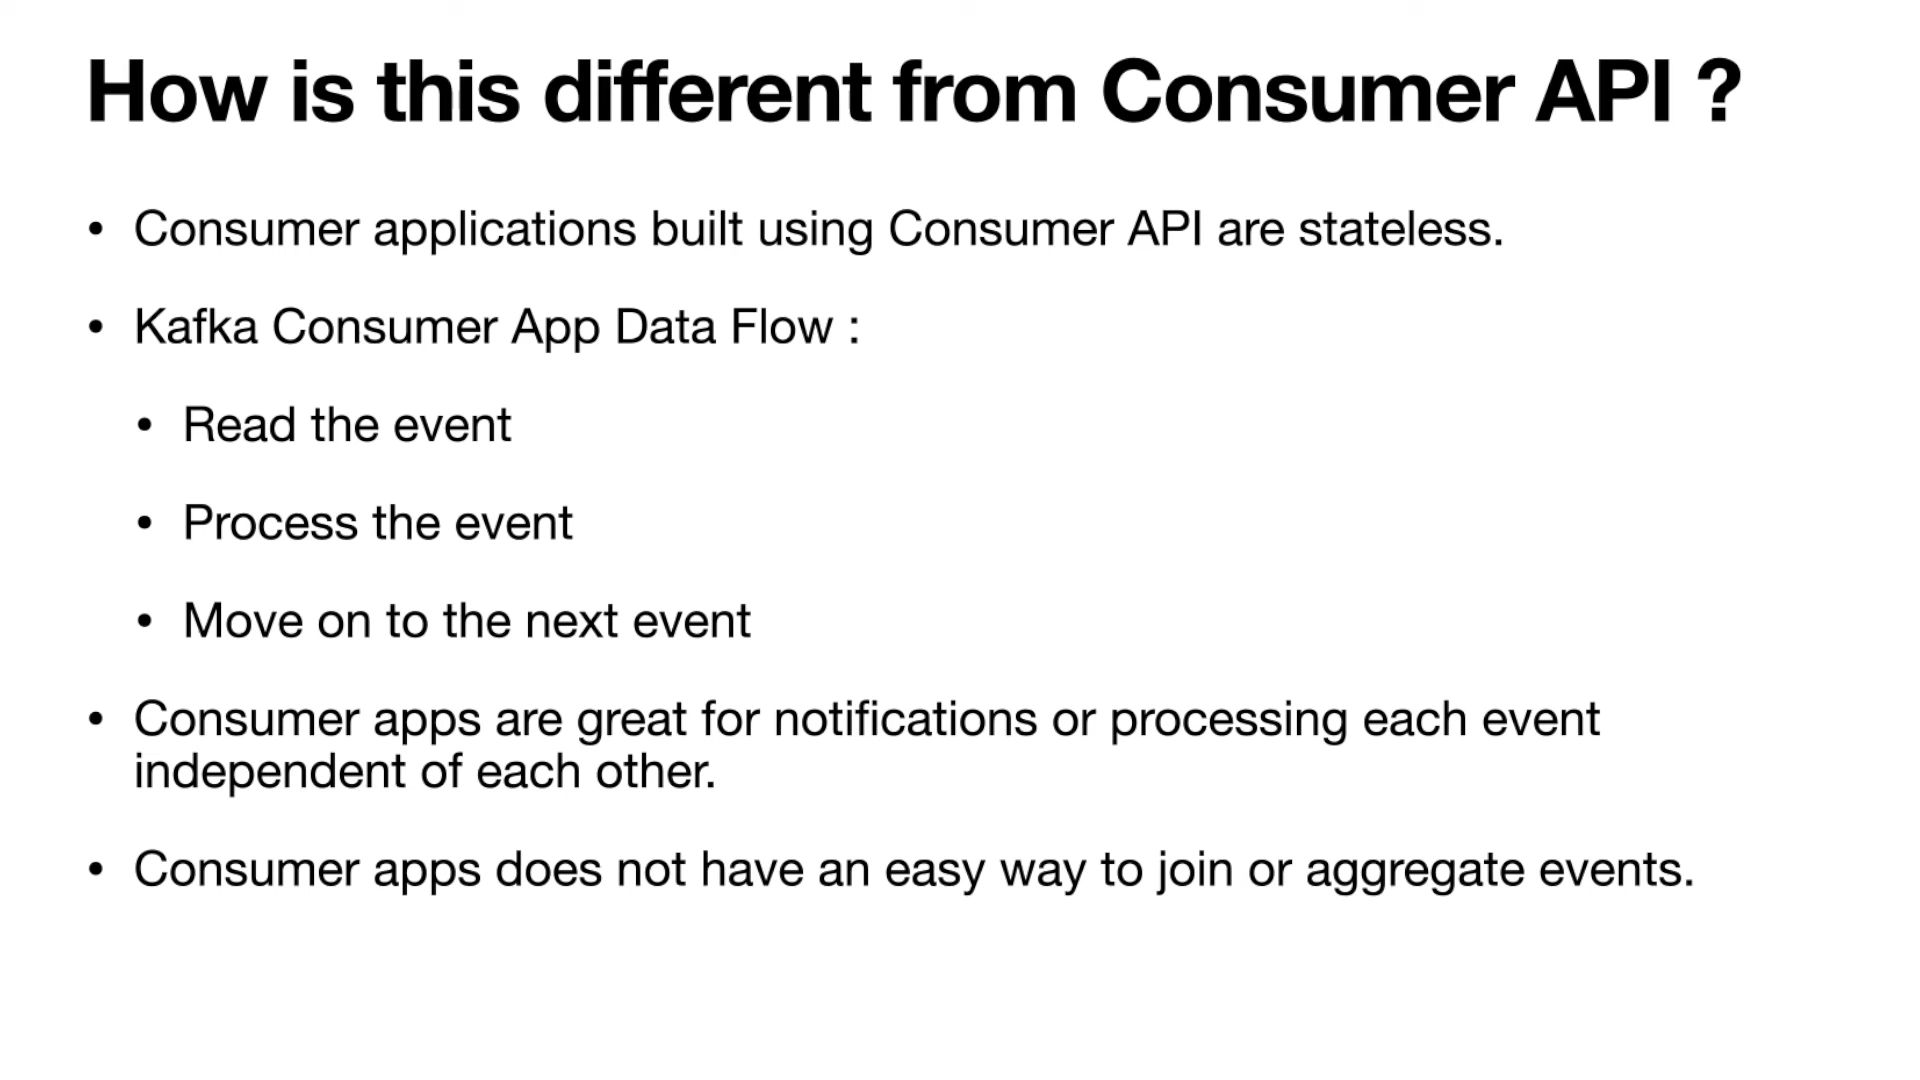 How is this different from Consumer API ?
• Consumer applications built using Consumer API are stateless.
• Kafka Consumer App Data Flow :
• Read the event
• Process the event
• Move on to the next event
• Consumer apps are great for notifications or processing each event
independent of each other.
• Consumer apps does not have an easy way to join or aggregate events.